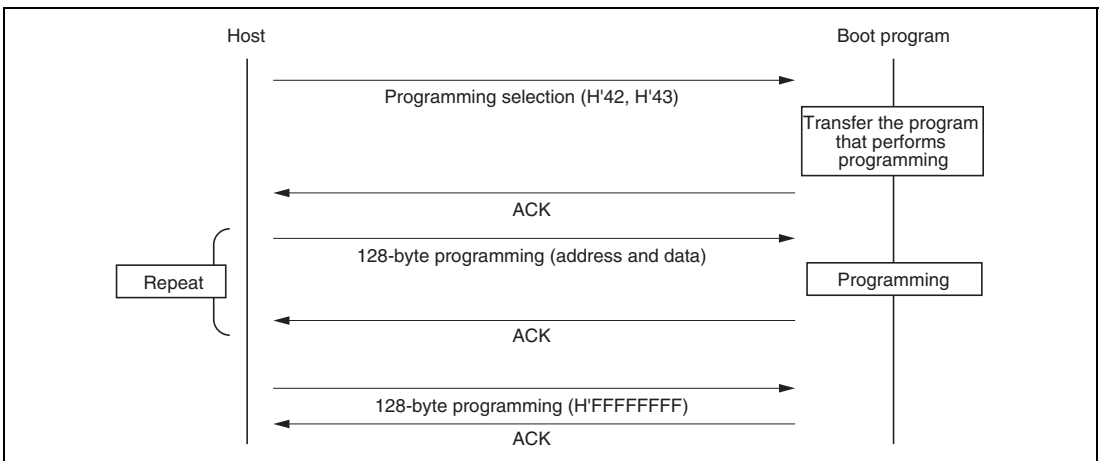 Host
Boot program
Programming selection (H'42, H'43)
Transfer the program
that performs
programming
ACK
128-byte programming (address and data)
Repeat
Programming
ACK
128-byte programming (H'FFFFFFFF)
ACK